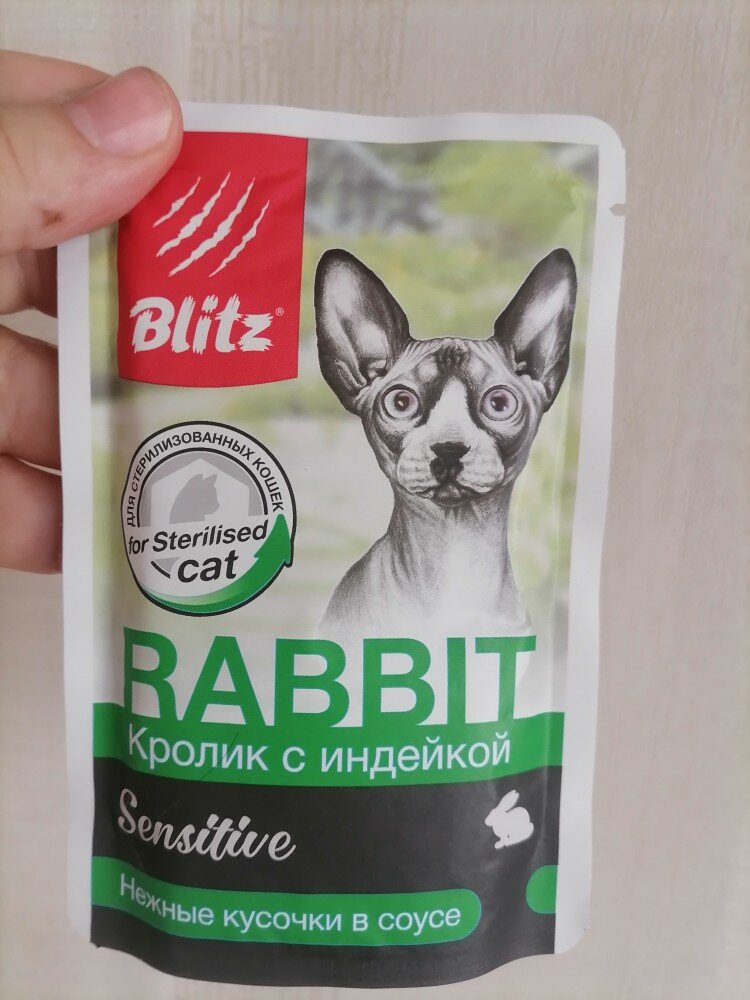 Blitz®
ДЛЯ СТЕРИЛИЗОВАННЫХ КОШЕК
for Sterilised
cat
RABBIT
Кролик с индейкой
Sensitive
Нежные кусочки в соусе